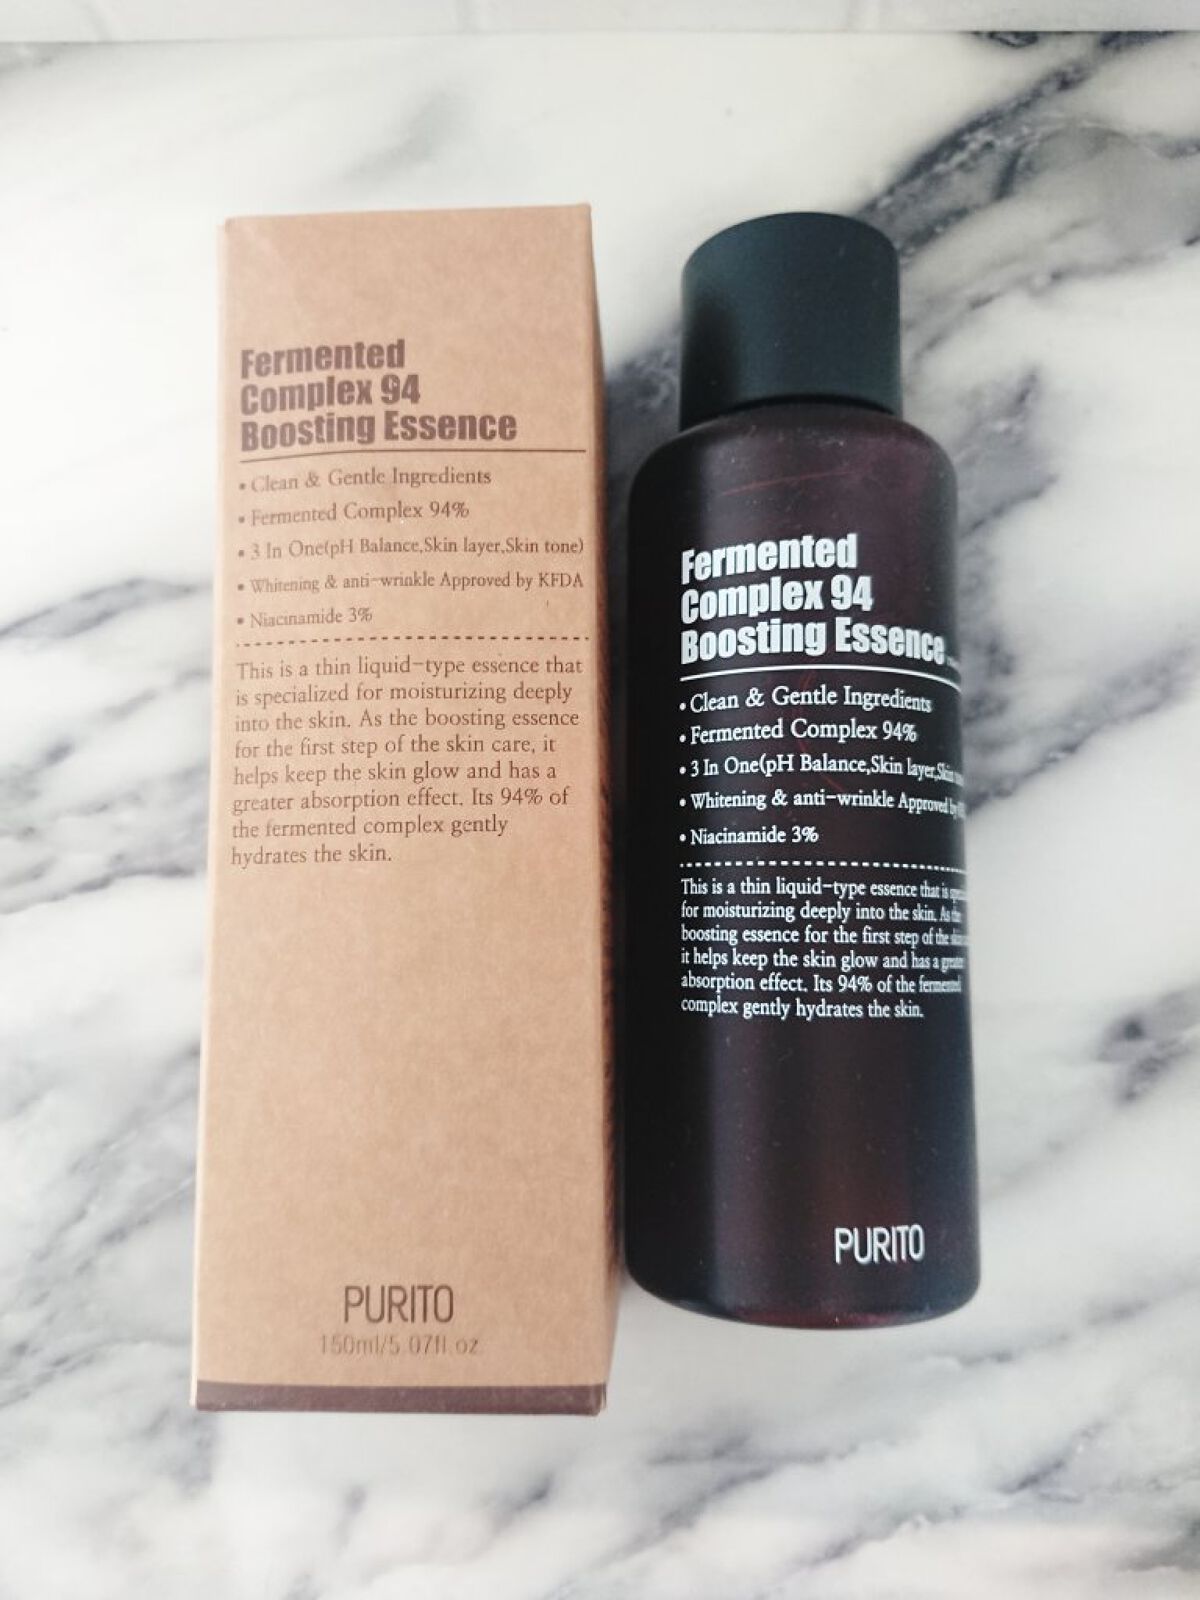 Fermented
Complex 94
Boosting Essence
• Clean & Gentle Ingredients
• Fermented Complex 94%
• 3 In One(pH Balance,Skin layer,Skin tone)
• Whitening & anti-wrinkle Approved by KFDA
• Niacinamide 3%
This is a thin liquid-type essence that
is specialized for moisturizing deeply
into the skin. As the boosting essence
for the first step of the skin care, it
helps keep the skin glow and has a
greater absorption effect. Its 94% of
the fermented complex gently
hydrates the skin.
PURITO
150ml/5.07fl.oz
Fermented
Complex 94
Boosting Essence
• Clean & Gentle Ingredients
• Fermented Complex 94%
• 3 In One(pH Balance,Skin layer,Skin
• Whitening & anti-wrinkle Approved by
• Niacinamide 3%
This is a thin liquid-type essence that is
for moisturizing deeply into the skin. As the
boosting essence for the first step of the
it helps keep the skin glow and has a greater
absorption effect. Its 94% of the fermented
complex gently hydrates the skin.
PURITO